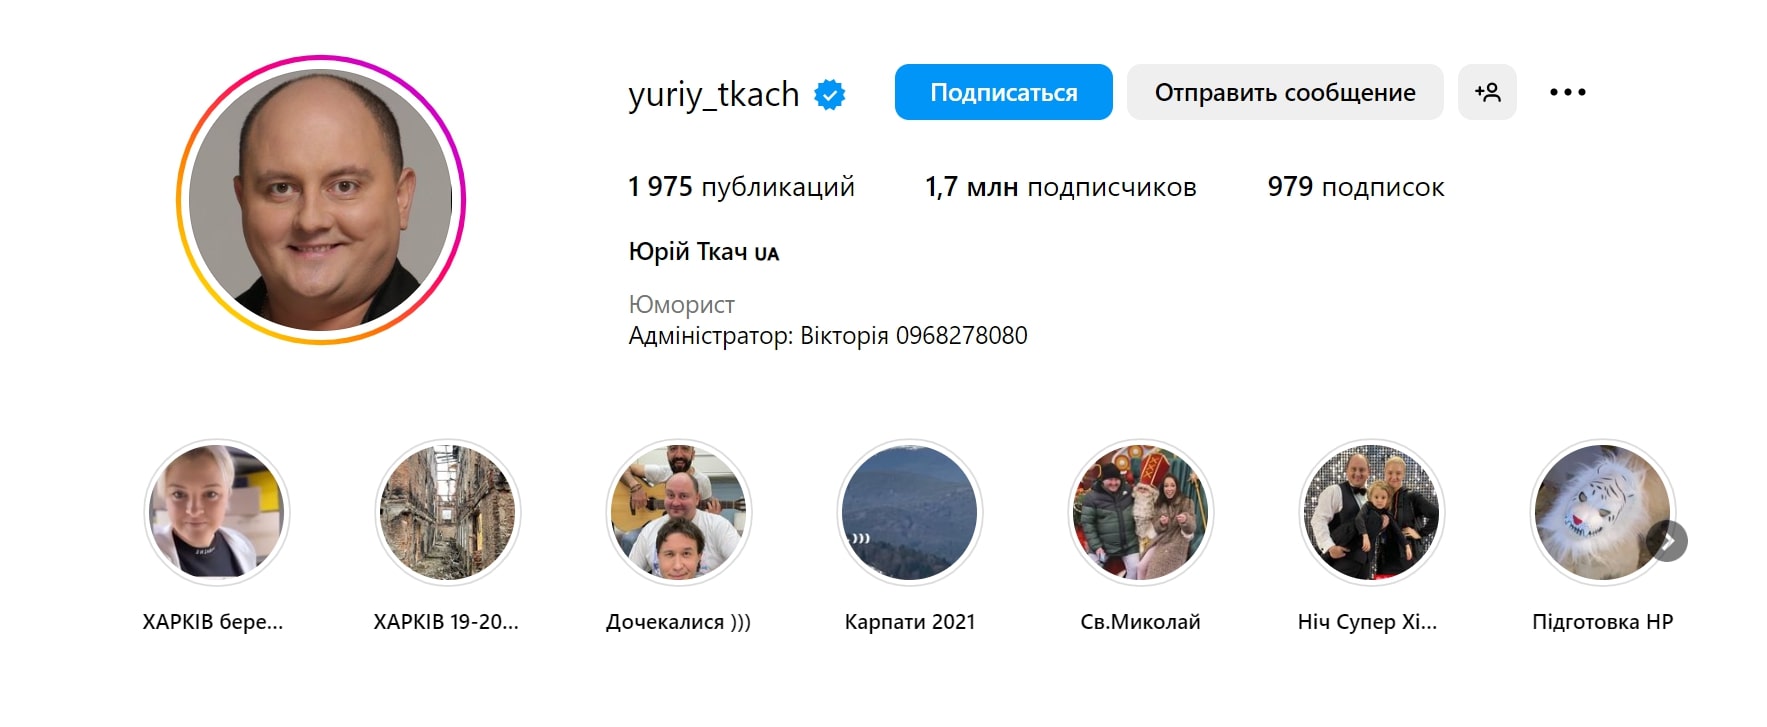 yuriy_tkach Подписаться Отправить сообщение
1 975 публикаций 1,7 млн подписчиков 979 подписок
Юрій Ткач UA
Юморист
Адміністратор: Вікторія 0968278080
.)))
ХАРКІВ бере... ХАРКІВ 19-20... Дочекалися ))) Карпати 2021 Св.Миколай Ніч Супер Хі... Підготовка НР